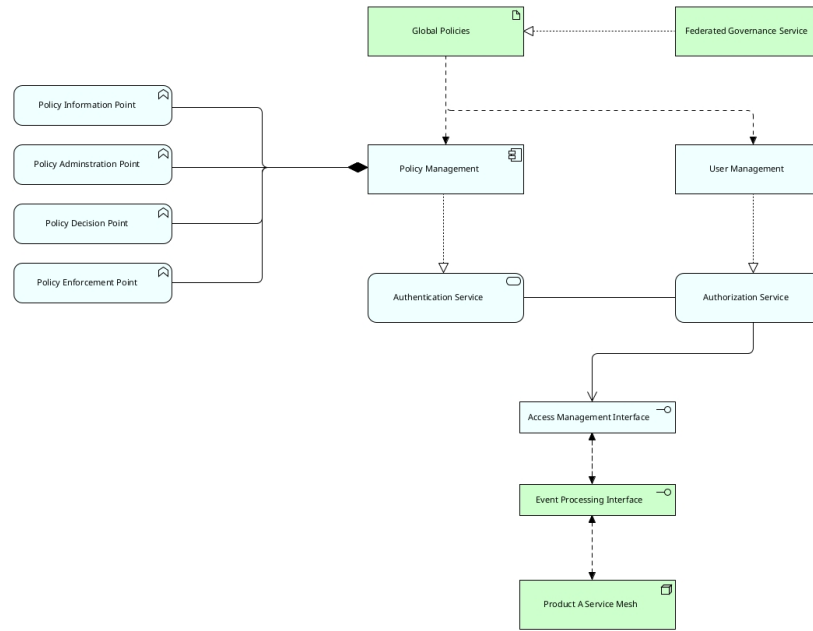 Global Policies
Federated Governance Service
Policy Information Point
Policy Adminstration Point
Policy Management
User Management
Policy Decision Point
Policy Enforcement Point
Authentication Service
Authorization Service
Access Management Interface
Event Processing Interface
Product A Service Mesh